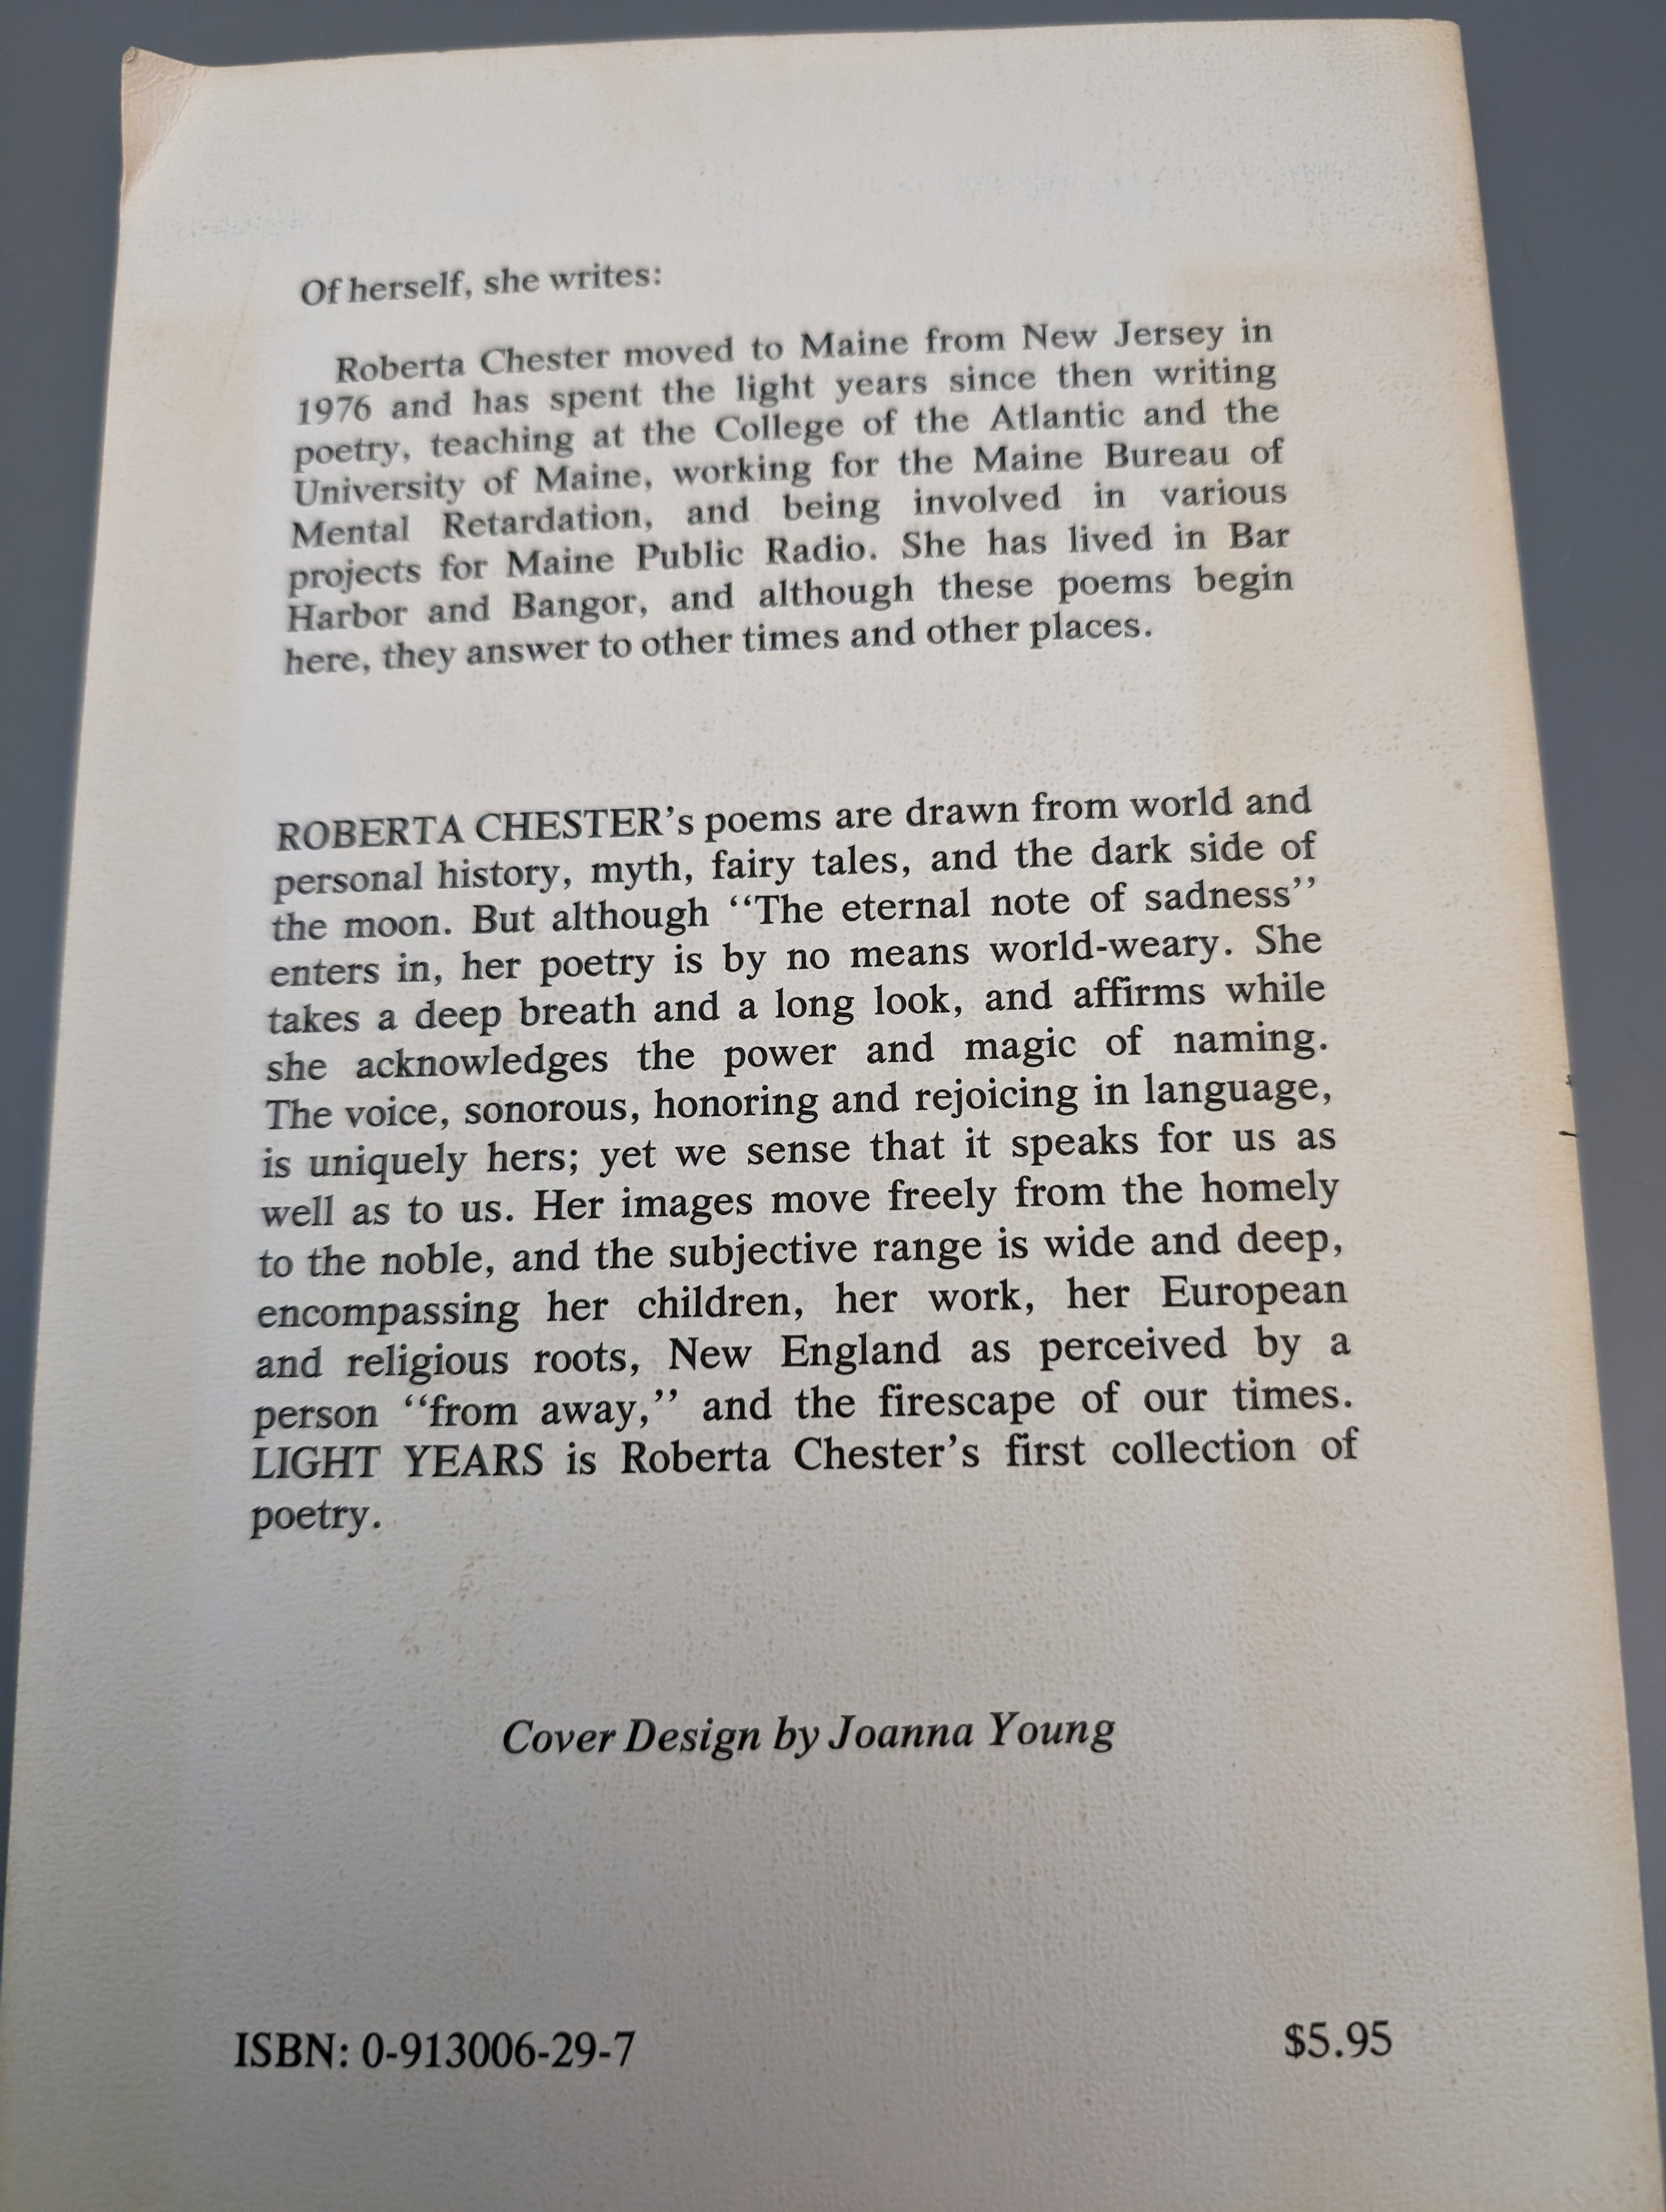 Of herself, she writes:
Roberta Chester moved to Maine from New Jersey in
1976 and has spent the light years since then writing
poetry, teaching at the College of the Atlantic and the
University of Maine, working for the Maine Bureau of
Mental Retardation, and being involved in various
projects for Maine Public Radio. She has lived in Bar
Harbor and Bangor, and although these poems begin
here, they answer to other times and other places.
ROBERTA CHESTER's poems are drawn from world and
personal history, myth, fairy tales, and the dark side of
the moon. But although ‘‘The eternal note of sadness’’
enters in, her poetry is by no means world-weary. She
takes a deep breath and a long look, and affirms while
she acknowledges the power and magic of naming.
The voice, sonorous, honoring and rejoicing in language,
is uniquely hers; yet we sense that it speaks for us as
well as to us. Her images move freely from the homely
to the noble, and the subjective range is wide and deep,
encompassing her children, her work, her European
and religious roots, New England as perceived by a
person ‘‘from away,’’ and the firescape of our times.
LIGHT YEARS is Roberta Chester's first collection of
poetry.
Cover Design by Joanna Young
ISBN: 0-913006-29-7
$5.95